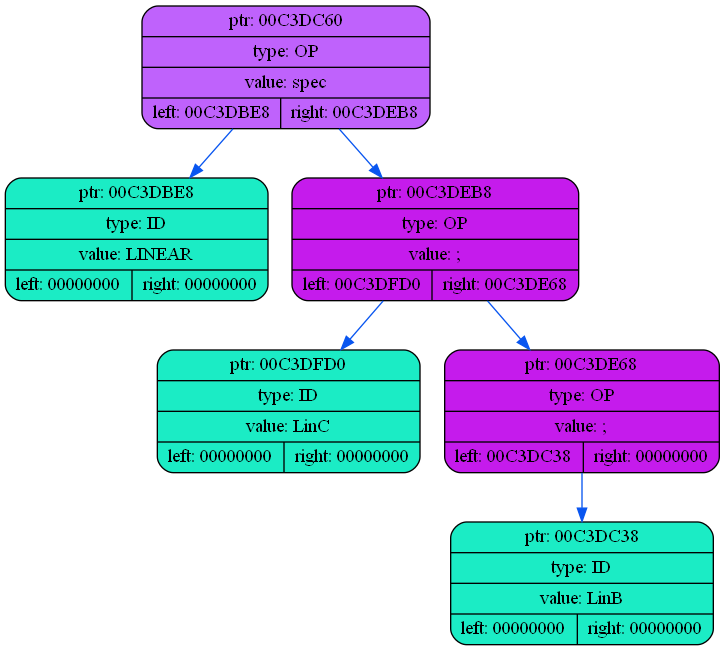 ptr: 00C3DC60
type: OP
value: spec
left: 00C3DBE8 right: 00C3DEB8
ptr: 00C3DBE8
type: ID
value: LINEAR
left: 00000000 right: 00000000
ptr: 00C3DEB8
type: OP
value: ;
left: 00C3DFD0 right: 00C3DE68
ptr: 00C3DFD0
type: ID
value: LinC
left: 00000000 right: 00000000
ptr: 00C3DE68
type: OP
value: ;
left: 00C3DC38 right: 00000000
ptr: 00C3DC38
type: ID
value: LinB
left: 00000000 right: 00000000